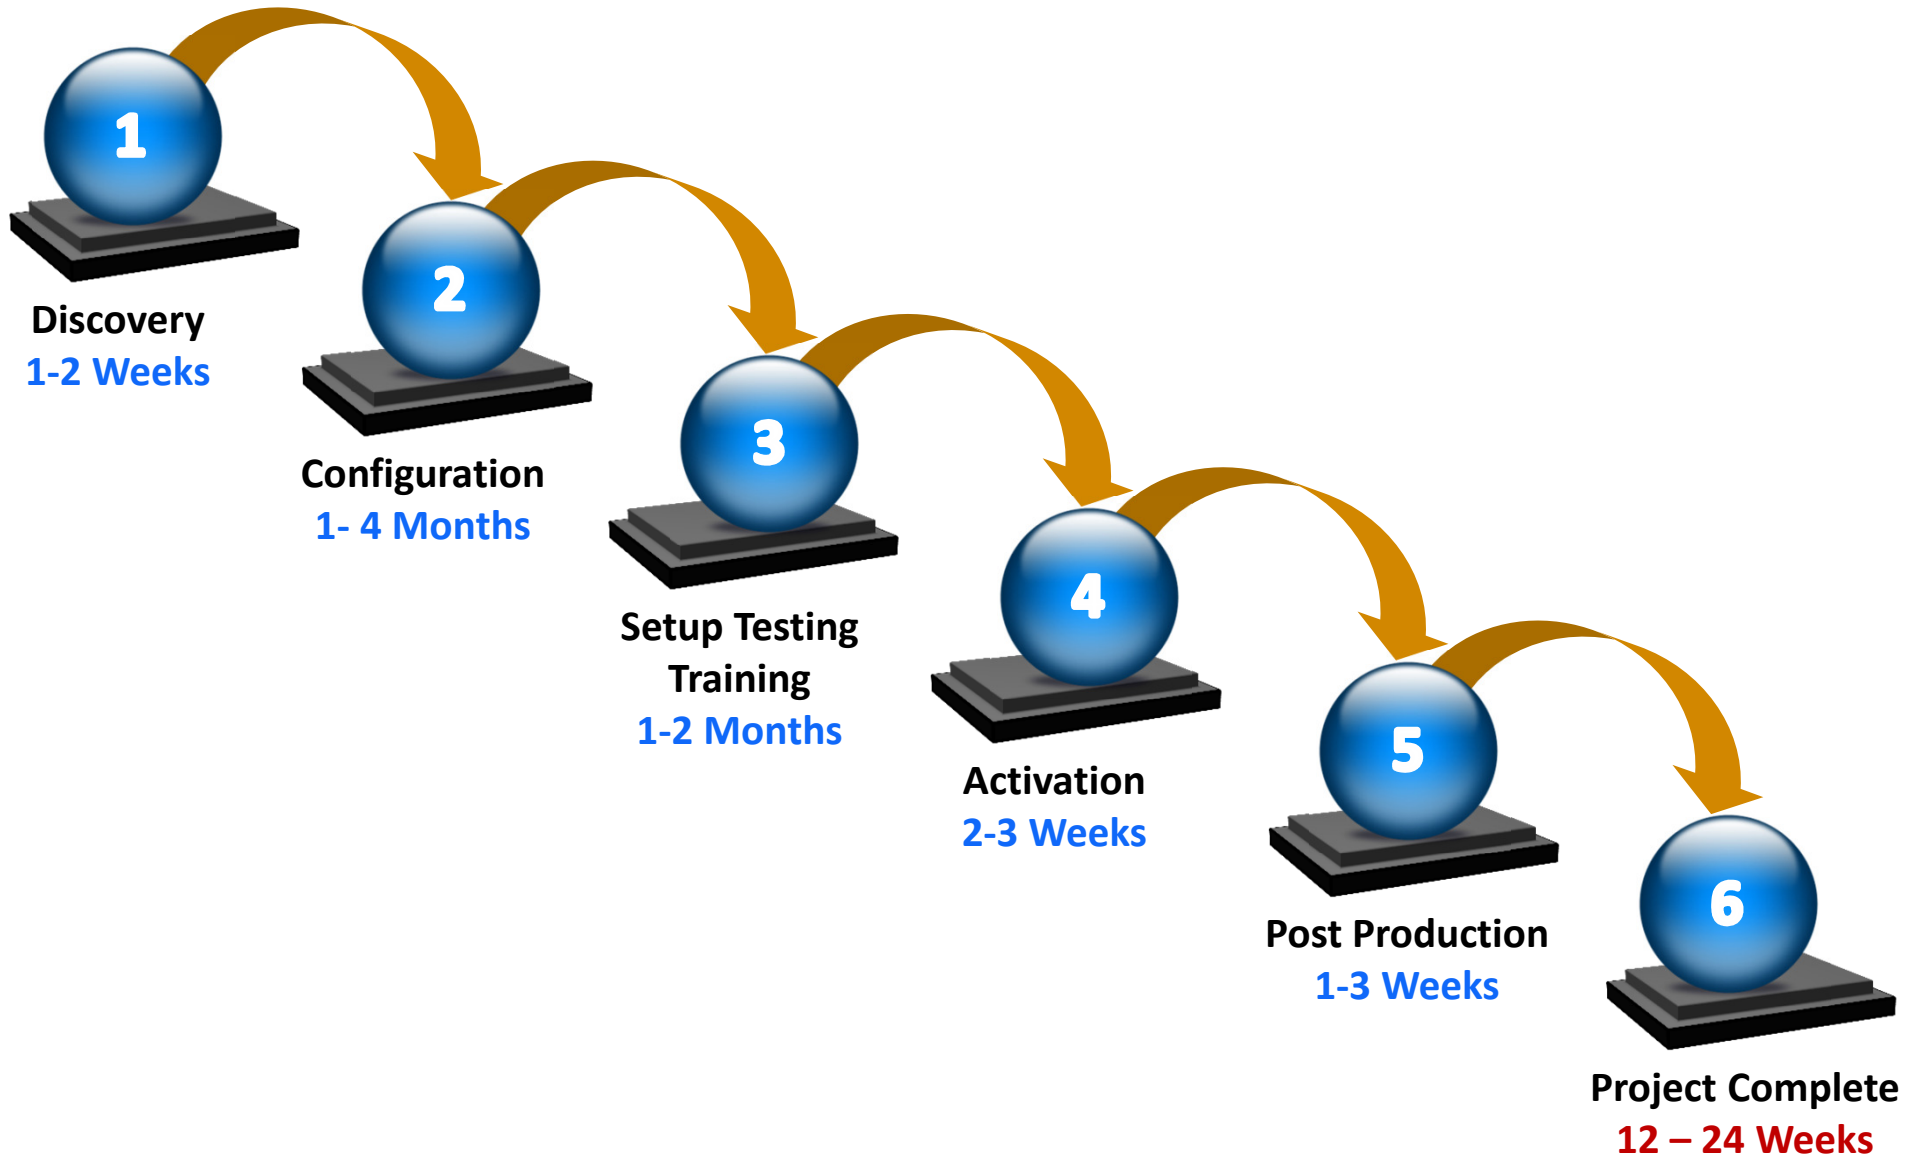 1
Discovery
1-2 Weeks
2
Configuration
1- 4 Months
3
Setup Testing
Training
1-2 Months
4
Activation
2-3 Weeks
5
Post Production
1-3 Weeks
6
Project Complete
12 – 24 Weeks